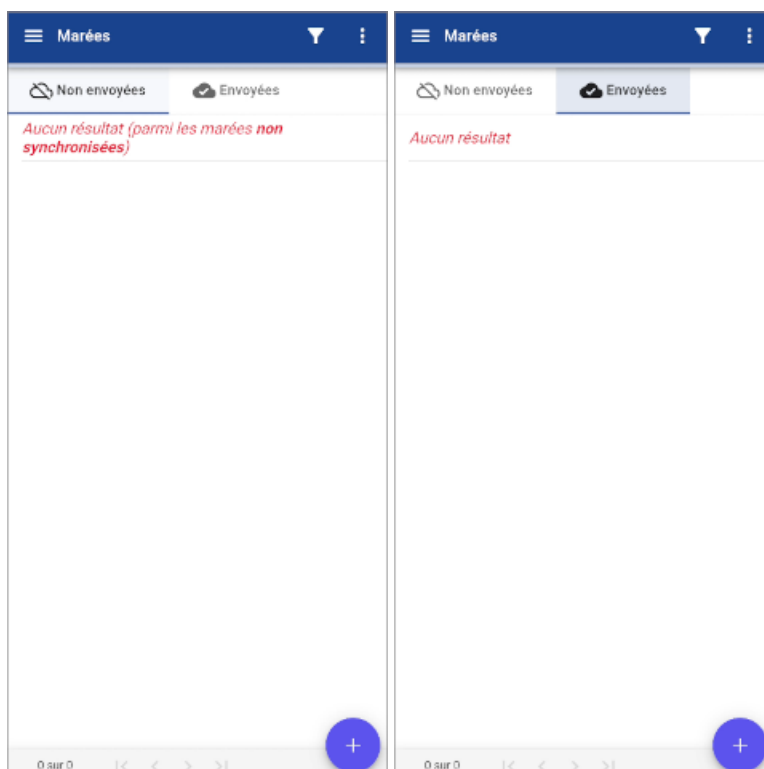 Marées
Non envoyées
Envoyées
Aucun résultat (parmi les marées non
synchronisées)
0 sur 0
Marées
Non envoyées
Envoyées
Aucun résultat
0 sur 0